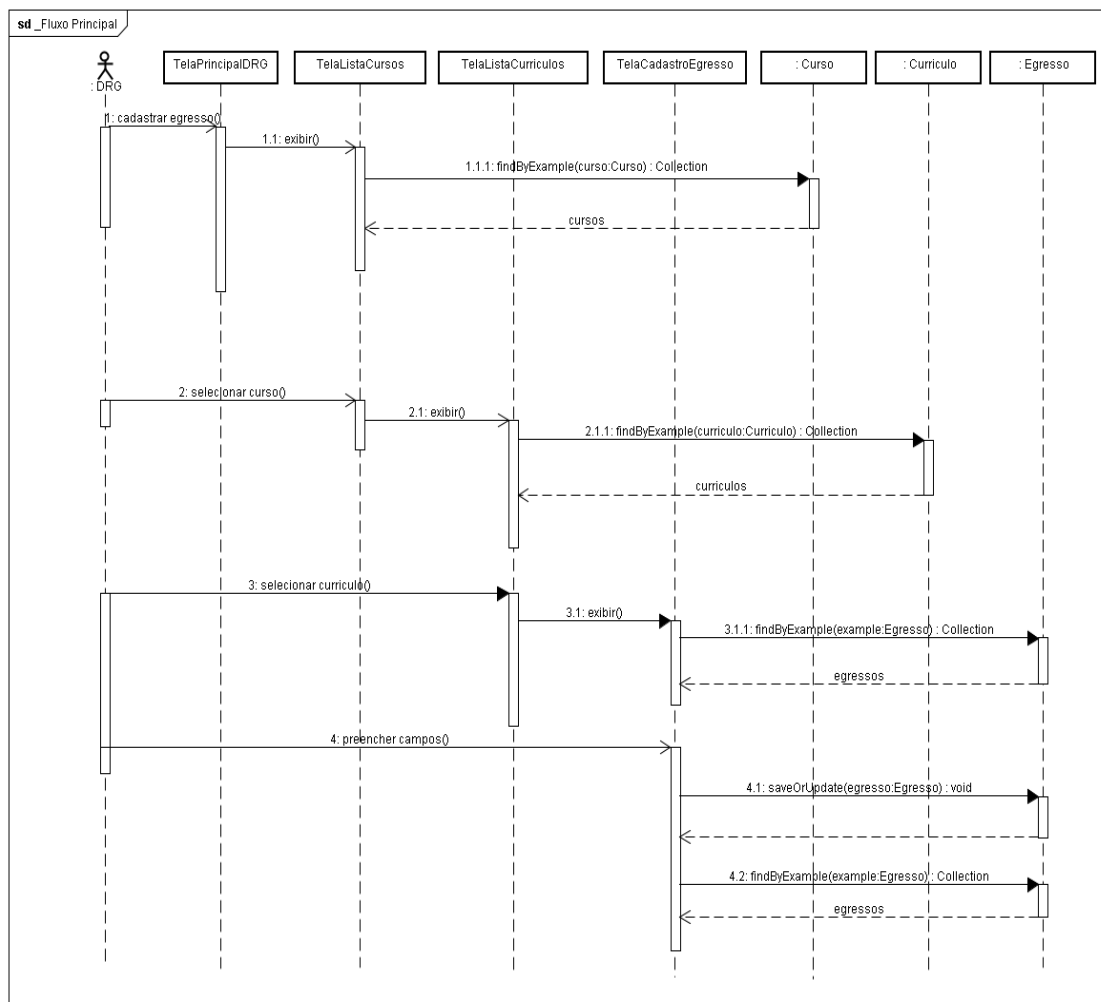 sd _Fluxo Principal
: DRG
TelaPrincipalDRG
TelaListaCursos
TelaListaCurriculos
TelaCadastroEgresso
: Curso
: Curriculo
: Egresso
1: cadastrar egresso()
1.1: exibir()
1.1.1: findByExample(curso:Curso) : Collection
cursos
2: selecionar curso()
2.1: exibir()
2.1.1: findByExample(curriculo:Curriculo) : Collection
curriculos
3: selecionar curriculo()
3.1: exibir()
3.1.1: findByExample(example:Egresso) : Collection
egressos
4: preencher campos()
4.1: saveOrUpdate(egresso:Egresso) : void
4.2: findByExample(example:Egresso) : Collection
egressos